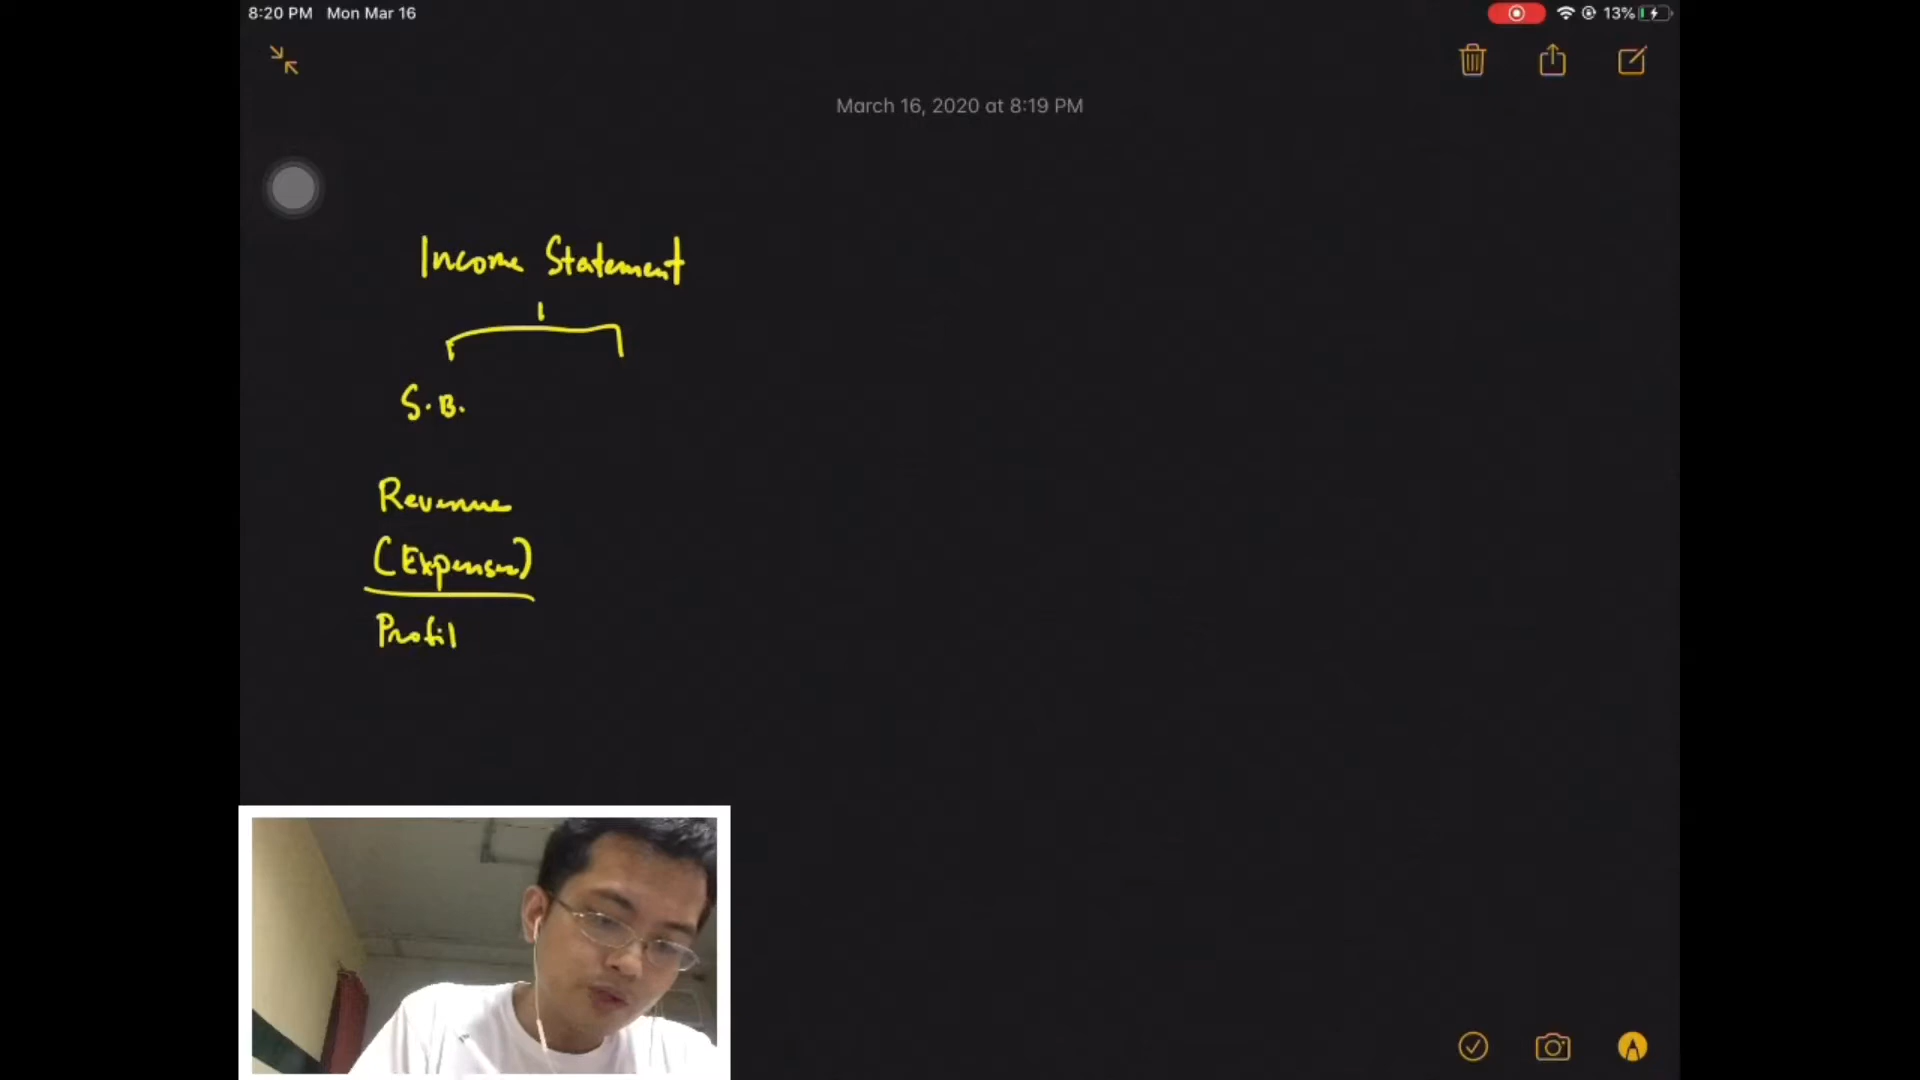 8:20 PM Mon Mar 16
13%
March 16, 2020 at 8:19 PM
Income Statement
S.B.
Revenue
(Expenses)
Profit